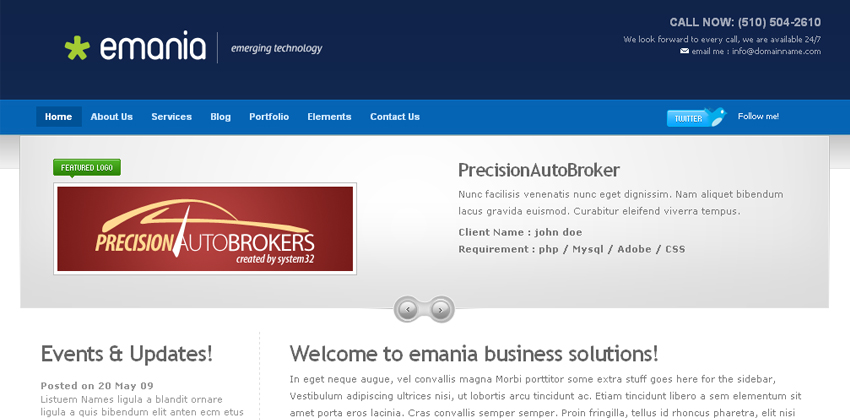 emania
emerging technology
CALL NOW: (510) 504-2610
We look forward to every call, we are available 24/7
email me : info@domainname.com
Home About Us Services Blog Portfolio Elements Contact Us
TWITTER Follow me!
FEATURED LOGO
PRECISIONAUTOBROKERS
created by system32
PrecisionAutoBroker
Nunc facilisis venenatis nunc eget dignissim. Nam aliquet bibendum
lacus gravida euismod. Curabitur eleifend viverra tempus.
Client Name : john doe
Requirement : php / Mysql / Adobe / CSS
Events & Updates!
Posted on 20 May 09
Listuem Names ligula a blandit ornare
ligula a quis bibendum elit anten ecm etus
Welcome to emania business solutions!
In eget neque augue, vel convallis magna Morbi porttitor some extra stuff goes here for the sidebar,
Vestibulum adipiscing ultrices nisi, ut lobortis arcu tincidunt ac. Etiam tincidunt libero a sem elementum sit
amet porta eros lacinia. Cras convallis semper semper. Proin fringilla, tellus id rhoncus pharetra, elit nisi